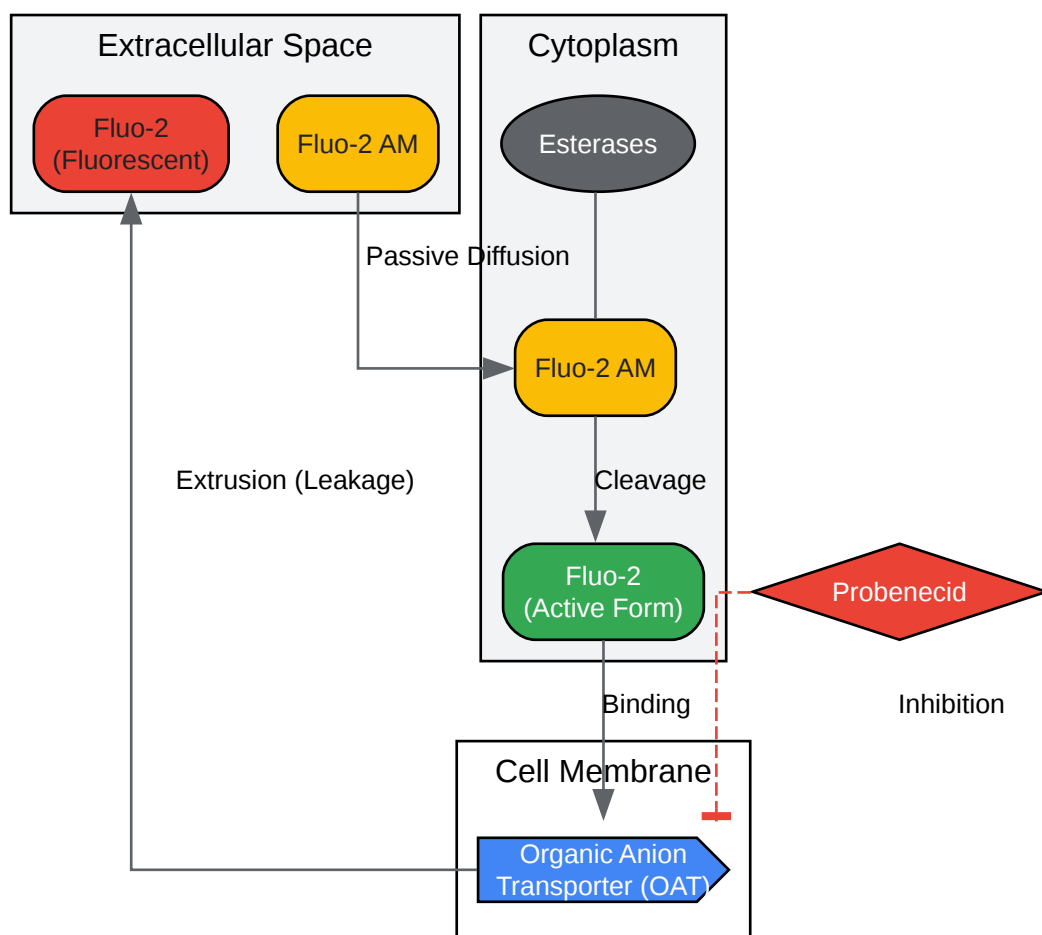 Extracellular Space
Cytoplasm
Fluo-2
(Fluorescent)
Fluo-2 AM
Esterases
Passive Diffusion
Fluo-2 AM
Extrusion (Leakage)
Cleavage
Fluo-2
(Active Form)
Probenecid
Binding
Inhibition
Cell Membrane
Organic Anion
Transporter (OAT)